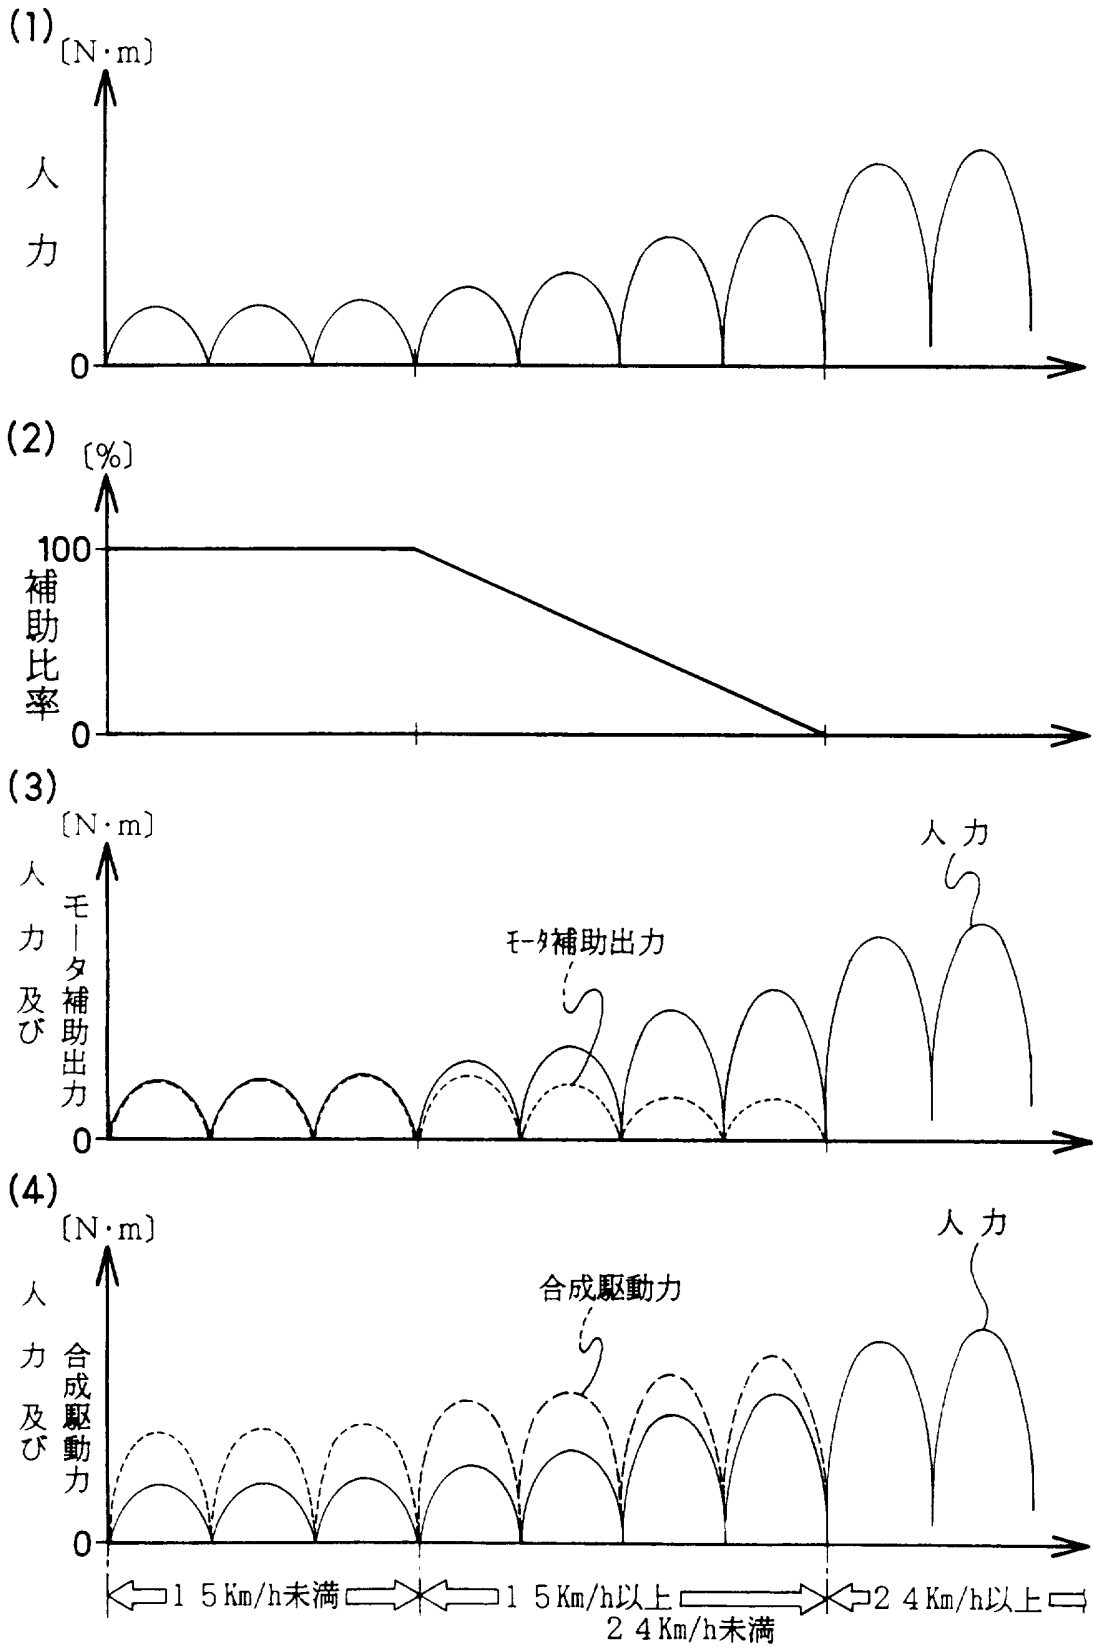 (1)
〔N·m〕
人力
0
(2)
〔%〕
100
補助比率
0
(3)
〔N·m〕
人力及び
モータ補助出力
モータ補助出力
人力
0
(4)
〔N·m〕
人力及び
合成駆動力
合成駆動力
人力
0
15Km/h未満
15Km/h以上
24Km/h未満
24Km/h以上